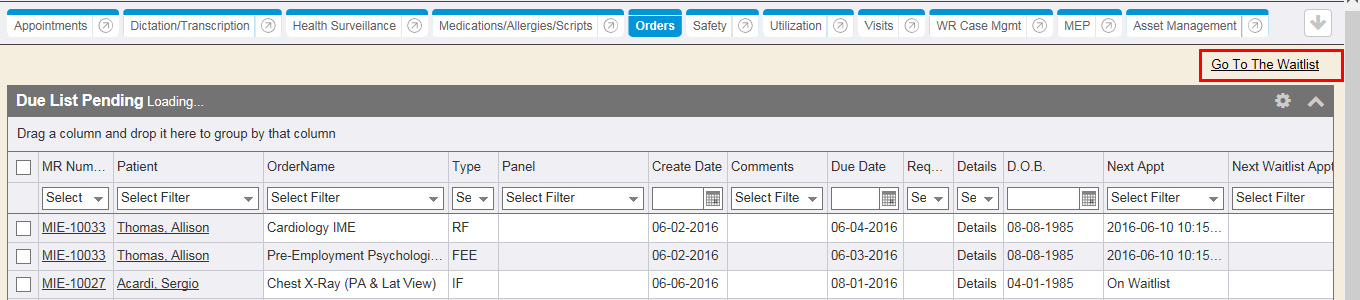 Appointments Dictation/Transcription Health Surveillance Medications/Allergies/Scripts Orders Safety Utilization Visits WR Case Mgmt MEP Asset Management
Go To The Waitlist
Due List Pending Loading...
Drag a column and drop it here to group by that column
MR Num... Patient OrderName Type Panel Create Date Comments Due Date Req... Details D.O.B. Next Appt Next Waitlist Appt
Select Select Filter Select Filter Se Select Filter Select Filte Se Se Select Filter Select Filter
MIE-10033 Thomas, Allison Cardiology IME RF 06-02-2016 06-04-2016 Details 08-08-1985 2016-06-10 10:15...
MIE-10033 Thomas, Allison Pre-Employment Psychologi... FEE 06-02-2016 06-03-2016 Details 08-08-1985 2016-06-10 10:15...
MIE-10027 Acardi, Sergio Chest X-Ray (PA & Lat View) IF 06-06-2016 08-01-2016 Details 04-01-1985 On Waitlist